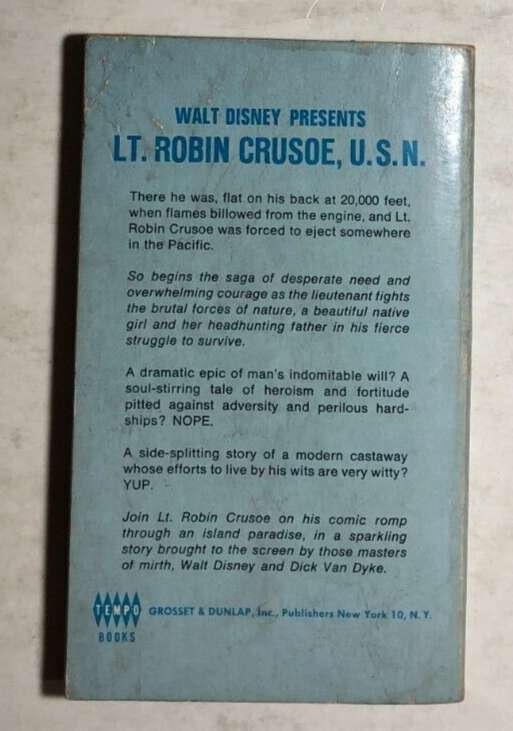 WALT DISNEY PRESENTS
LT. ROBIN CRUSOE, U.S.N.
There he was, flat on his back at 20,000 feet,
when flames billowed from the engine, and Lt.
Robin Crusoe was forced to eject somewhere
in the Pacific.
So begins the saga of desperate need and
overwhelming courage as the lieutenant fights
the brutal forces of nature, a beautiful native
girl and her headhunting father in his fierce
struggle to survive.
A dramatic epic of man's indomitable will? A
soul-stirring tale of heroism and fortitude
pitted against adversity and perilous hard-
ships? NOPE.
A side-splitting story of a modern castaway
whose efforts to live by his wits are very witty?
YUP.
Join Lt. Robin Crusoe on his comic romp
through an island paradise, in a sparkling
story brought to the screen by those masters
of mirth, Walt Disney and Dick Van Dyke.
TEMPO
BOOKS
GROSSET & DUNLAP, Inc., Publishers New York 10, N.Y.